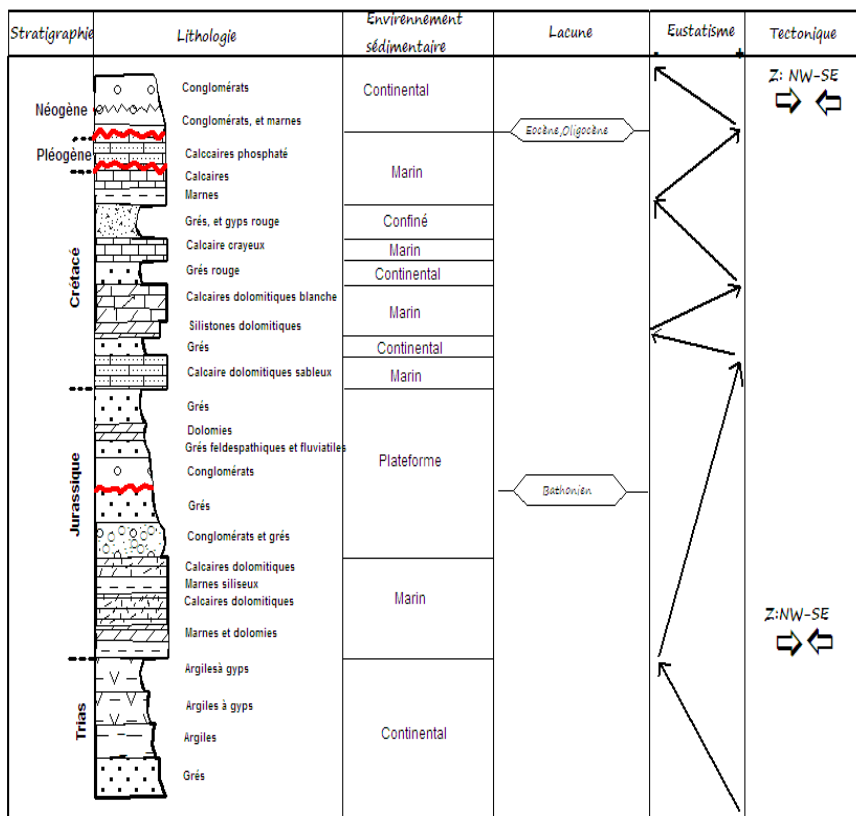 Stratigraphie
Lithologie
Envirennement
sédimentaire
Lacune
Eustatisme
Tectonique
- +
Néogène
Conglomérats
Conglomérats, et marnes
Continental
Z: NW-SE
Eocène,Oligocène
Pléogène
Calccaires phosphaté
Crétacé
Calcaires
Marnes
Marin
Grés, et gyps rouge
Confiné
Calcaire crayeux
Marin
Grés rouge
Continental
Calcaires dolomitiques blanche
Silistones dolomitiques
Marin
Grés
Continental
Calcaire dolomitiques sableux
Marin
Jurassique
Grés
Dolomies
Grés feldespathiques et fluviatiles
Conglomérats
Plateforme
Bathonien
Grés
Conglomérats et grés
Calcaires dolomitiques
Marnes siliseux
Calcaires dolomitiques
Marnes et dolomies
Marin
Z:NW-SE
Trias
Argilesà gyps
Argiles à gyps
Argiles
Grés
Continental